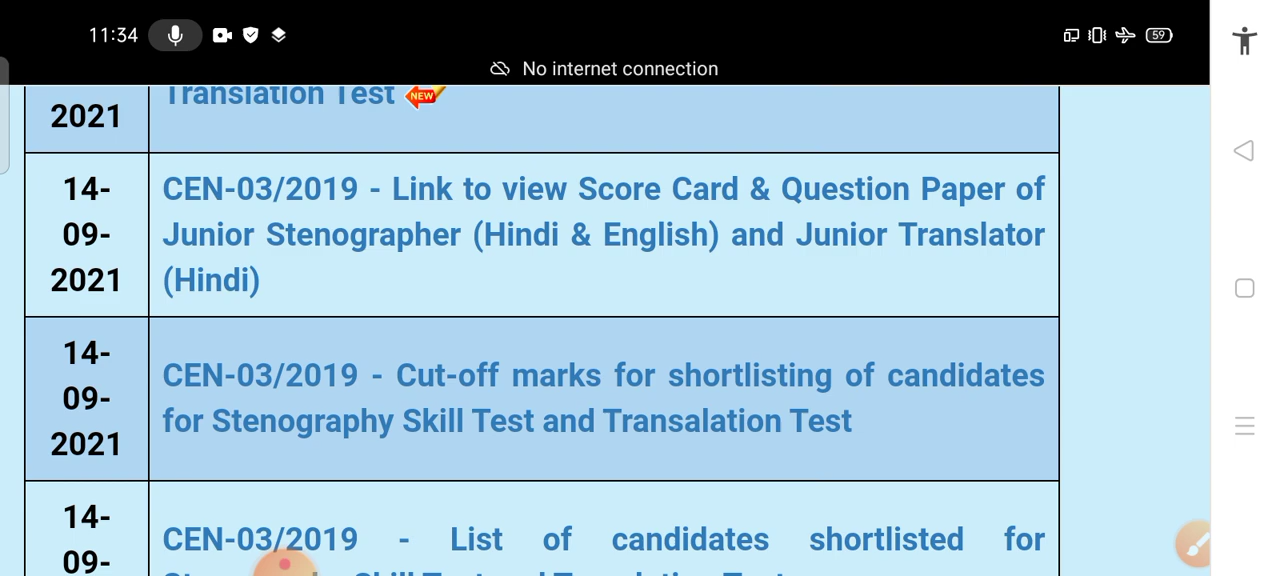 11:34
59
No internet connection
Translation Test NEW
2021
14-
09-
2021
CEN-03/2019 - Link to view Score Card & Question Paper of
Junior Stenographer (Hindi & English) and Junior Translator
(Hindi)
14-
09-
2021
CEN-03/2019 - Cut-off marks for shortlisting of candidates
for Stenography Skill Test and Transalation Test
14-
09-
CEN-03/2019 - List of candidates shortlisted for